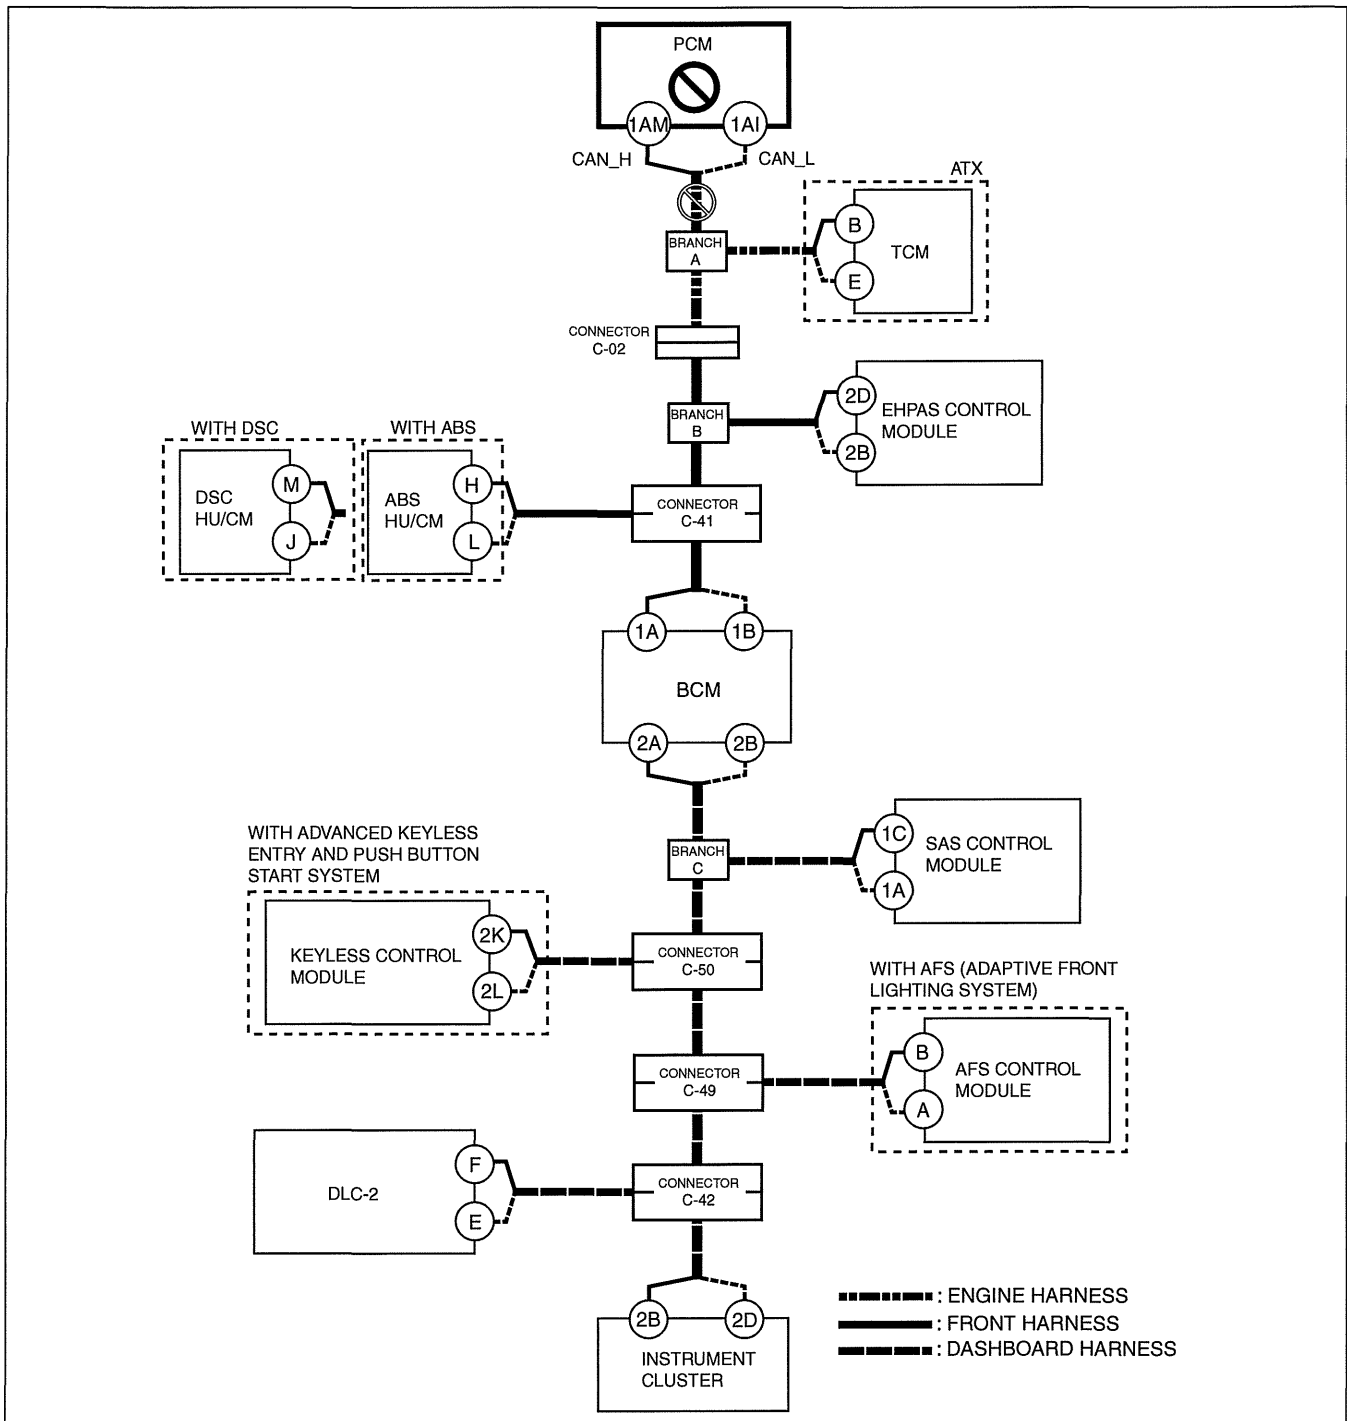 PCM
1AM
1AI
CAN_H
CAN_L
ATX
BRANCH
A
B
E
TCM
CONNECTOR
C-02
BRANCH
B
2D
2B
EHPAS CONTROL
MODULE
WITH DSC
WITH ABS
DSC
HU/CM
M
J
ABS
HU/CM
H
L
CONNECTOR
C-41
1A
1B
BCM
2A
2B
WITH ADVANCED KEYLESS
ENTRY AND PUSH BUTTON
START SYSTEM
BRANCH
C
1C
1A
SAS CONTROL
MODULE
KEYLESS CONTROL
MODULE
2K
2L
CONNECTOR
C-50
WITH AFS (ADAPTIVE FRONT
LIGHTING SYSTEM)
CONNECTOR
C-49
B
A
AFS CONTROL
MODULE
DLC-2
F
E
CONNECTOR
C-42
2B
2D
INSTRUMENT
CLUSTER
: ENGINE HARNESS
: FRONT HARNESS
: DASHBOARD HARNESS